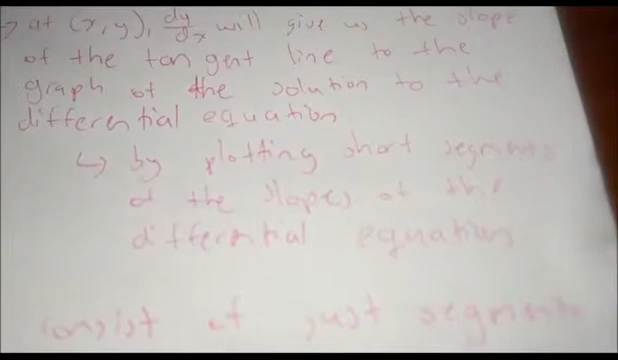 → at (x,y), dy/dx will give us the slope
of the tangent line to the
graph of the solution to the
differential equation
↳ by plotting short segments
of the slopes of the
differential equation
consist of just segments